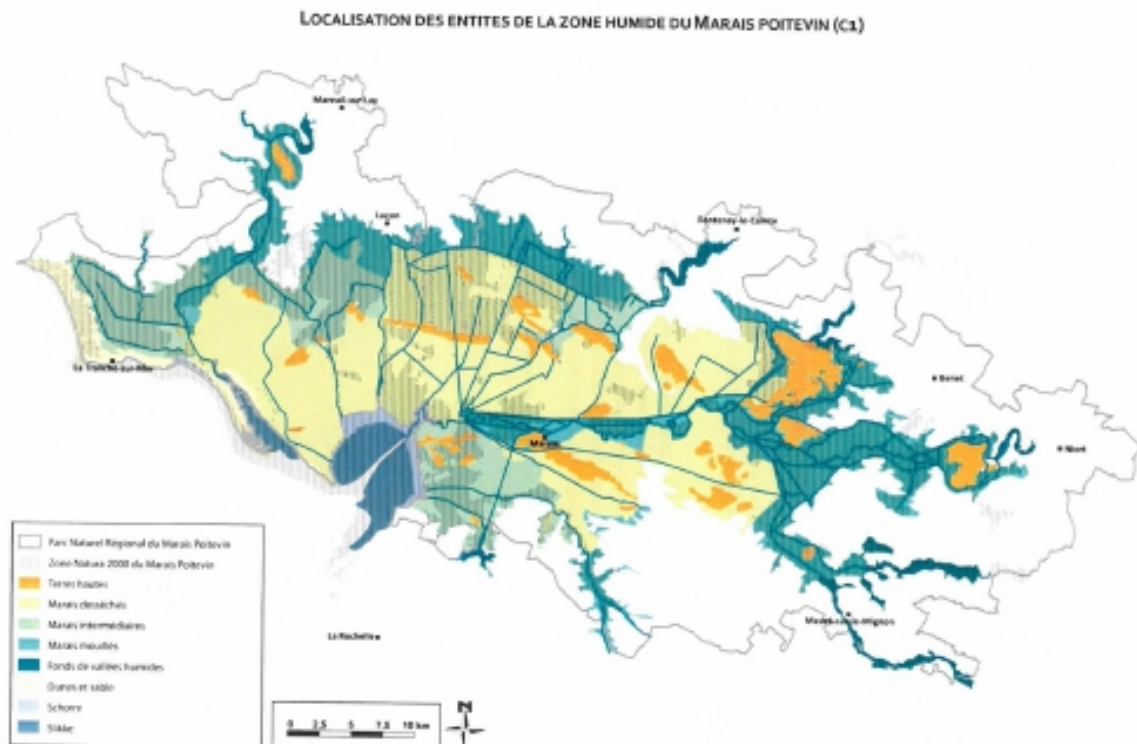 LOCALISATION DES ENTITES DE LA ZONE HUMIDE DU MARAIS POITEVIN (C1)
Mareuil-sur-Lay
Luçon
Fontenay-le-Comte
La Tranche-sur-Mer
Benet
Marans
Niort
Mauzé-sur-le-Mignon
La Rochelle
Parc Naturel Régional du Marais Poitevin
Zone Natura 2000 du Marais Poitevin
Terres hautes
Marais desséchés
Marais intermédiaires
Marais mouillés
Fonds de vallées humides
Dunes et sable
Schorre
Slikke
N
0 2,5 5 7,5 10 km